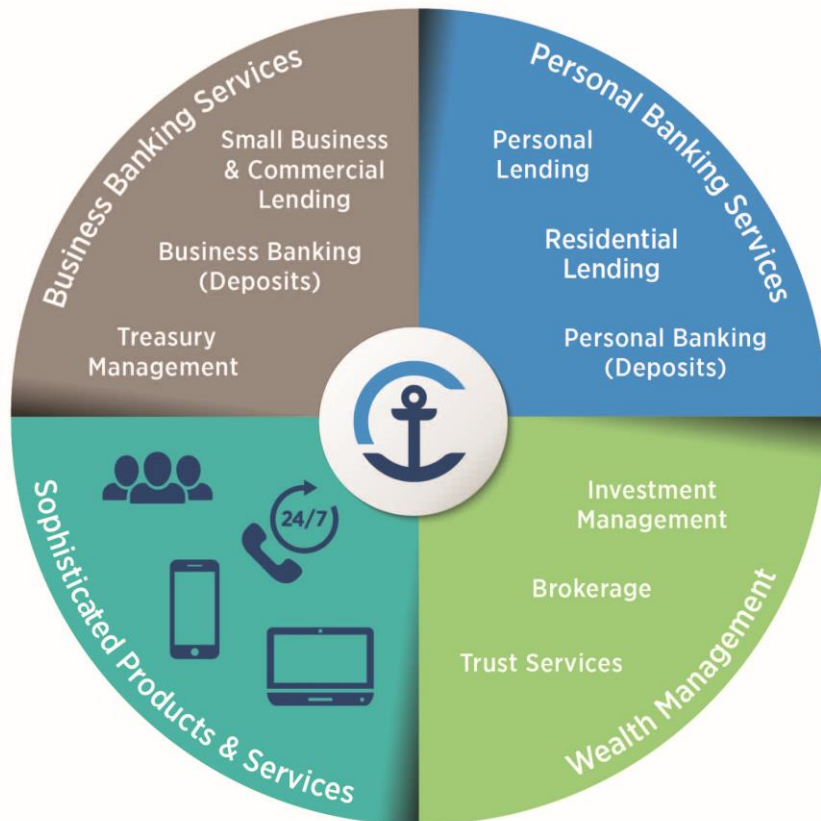 Business Banking Services
Small Business
& Commercial
Lending
Business Banking
(Deposits)
Treasury
Management
Personal Banking Services
Personal
Lending
Residential
Lending
Personal Banking
(Deposits)
Sophisticated Products & Services
24/7
Wealth Management
Investment
Management
Brokerage
Trust Services